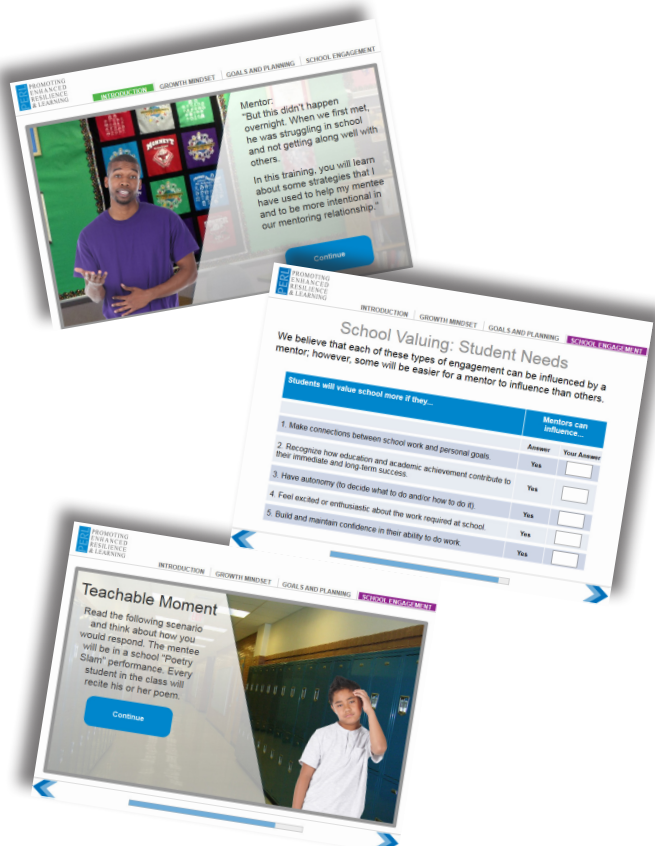 PERL PROMOTING
ENHANCED
RESILIENCE
& LEARNING
INTRODUCTION
GROWTH MINDSET
GOALS AND PLANNING
SCHOOL ENGAGEMENT
Mentor:
"But this didn't happen
overnight. When we first met,
he was struggling in school
and not getting along well with
others.
In this training, you will learn
about some strategies that I
have used to help my mentee
and to be more intentional in
our mentoring relationship."
Continue
PERL PROMOTING
ENHANCED
RESILIENCE
& LEARNING
INTRODUCTION
GROWTH MINDSET
GOALS AND PLANNING
SCHOOL ENGAGEMENT
School Valuing: Student Needs
We believe that each of these types of engagement can be influenced by a
mentor; however, some will be easier for a mentor to influence than others.
Students will value school more if they...
Mentors can
influence...
Answer
Your Answer
1. Make connections between school work and personal goals.
Yes
2. Recognize how education and academic achievement contribute to
their immediate and long-term success.
Yes
3. Have autonomy (to decide what to do and/or how to do it)
Yes
4. Feel excited or enthusiastic about the work required at school.
Yes
5. Build and maintain confidence in their ability to do work.
Yes
PERL PROMOTING
ENHANCED
RESILIENCE
& LEARNING
INTRODUCTION
GROWTH MINDSET
GOALS AND PLANNING
SCHOOL ENGAGEMENT
Teachable Moment
Read the following scenario
and think about how you
would respond. The mentee
will be in a school "Poetry
Slam" performance. Every
student in the class will
recite his or her poem.
Continue